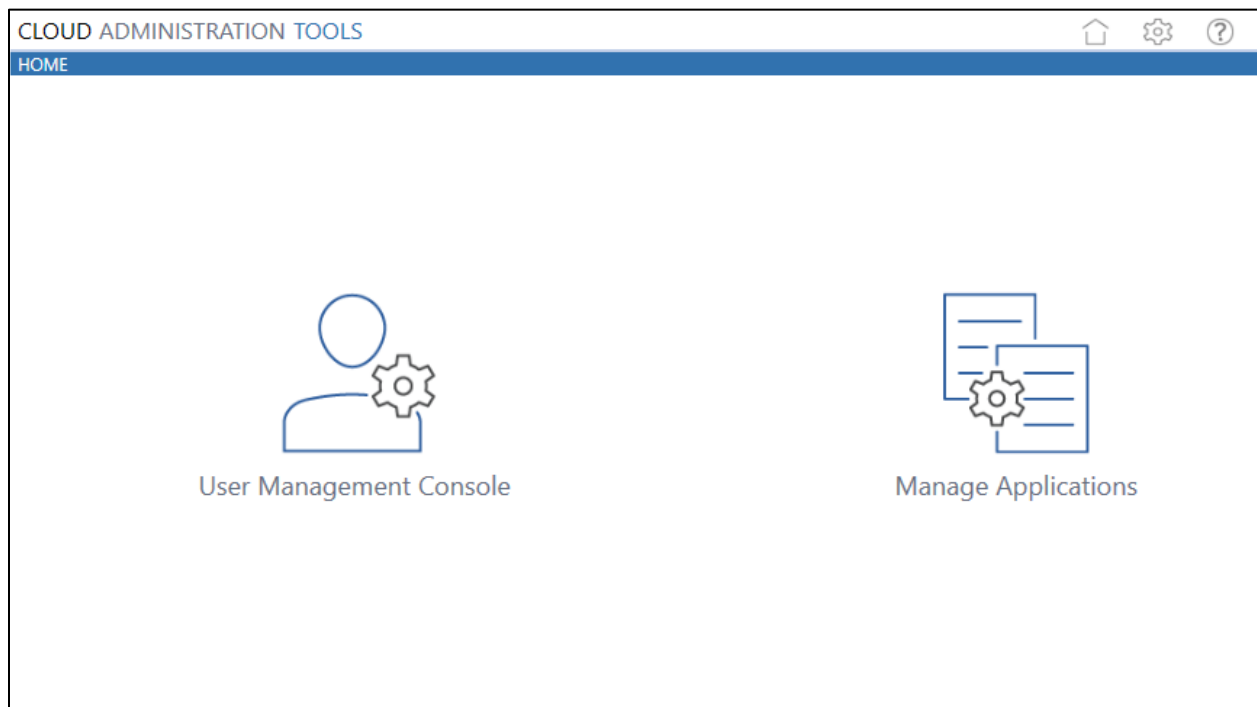 CLOUD ADMINISTRATION TOOLS
?
HOME
User Management Console
Manage Applications